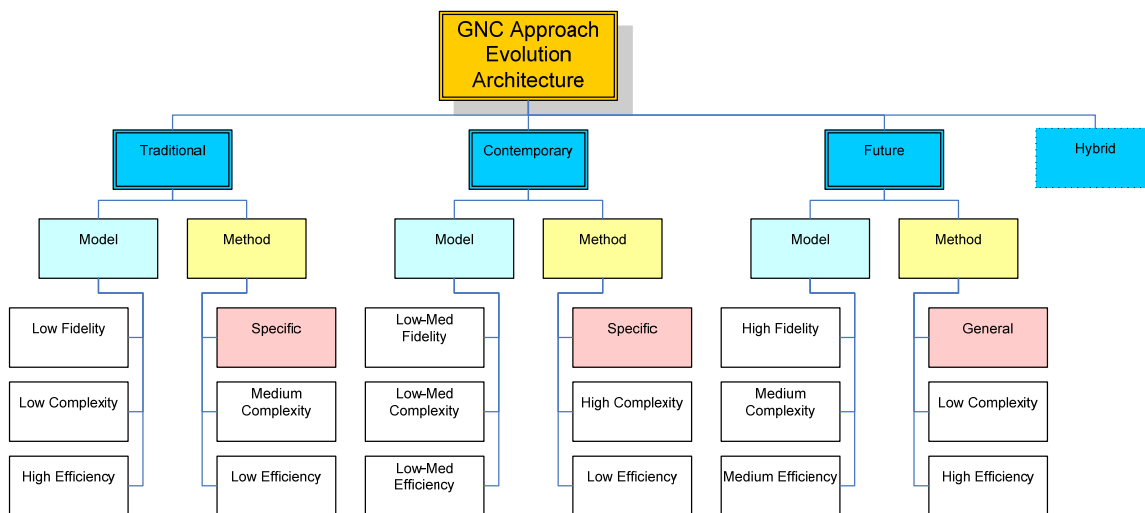 GNC Approach
Evolution
Architecture
Traditional
Contemporary
Future
Hybrid
Model
Method
Model
Method
Model
Method
Low Fidelity
Specific
Low-Med
Fidelity
Specific
High Fidelity
General
Low Complexity
Medium
Complexity
Low-Med
Complexity
High Complexity
Medium
Complexity
Low Complexity
High Efficiency
Low Efficiency
Low-Med
Efficiency
Low Efficiency
Medium Efficiency
High Efficiency